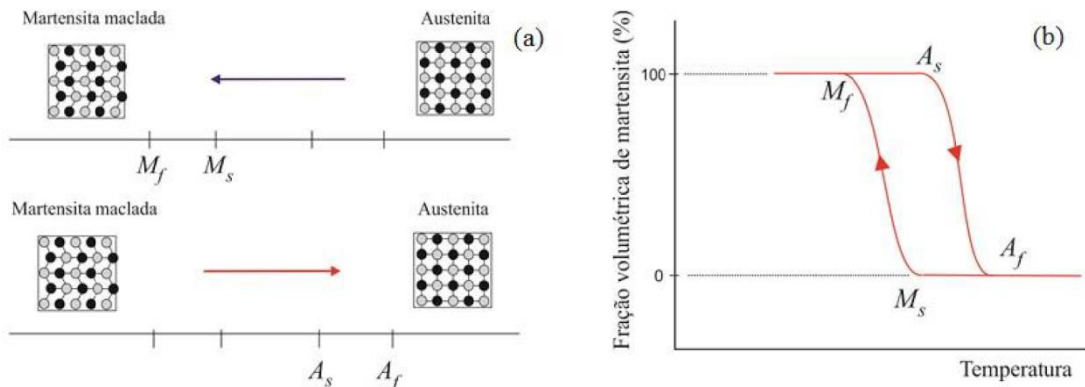 Martensita maclada
Austenita
(a)
M_f
M_s
Martensita maclada
Austenita
A_s
A_f
(b)
Fração volumétrica de martensita (%)
100
0
A_s
M_f
A_f
M_s
Temperatura